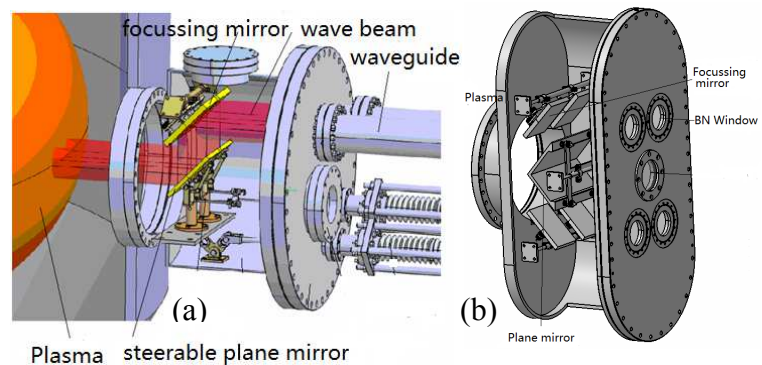 focussing mirror
wave beam
waveguide
(a)
Plasma
steerable plane mirror
(b)
Plasma
Focussing
mirror
BN Window
Plane mirror